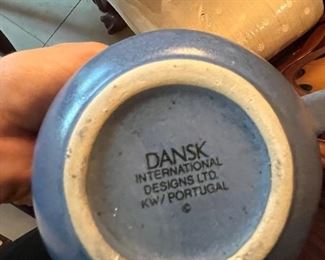 DANSK
INTERNATIONAL
DESIGNS LTD.
KW/ PORTUGAL
©